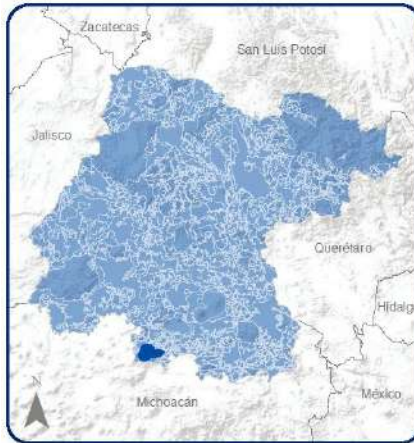 Zacatecas
San Luis Potosí
Jalisco
Querétaro
Hidalgo
N
Michoacán
México